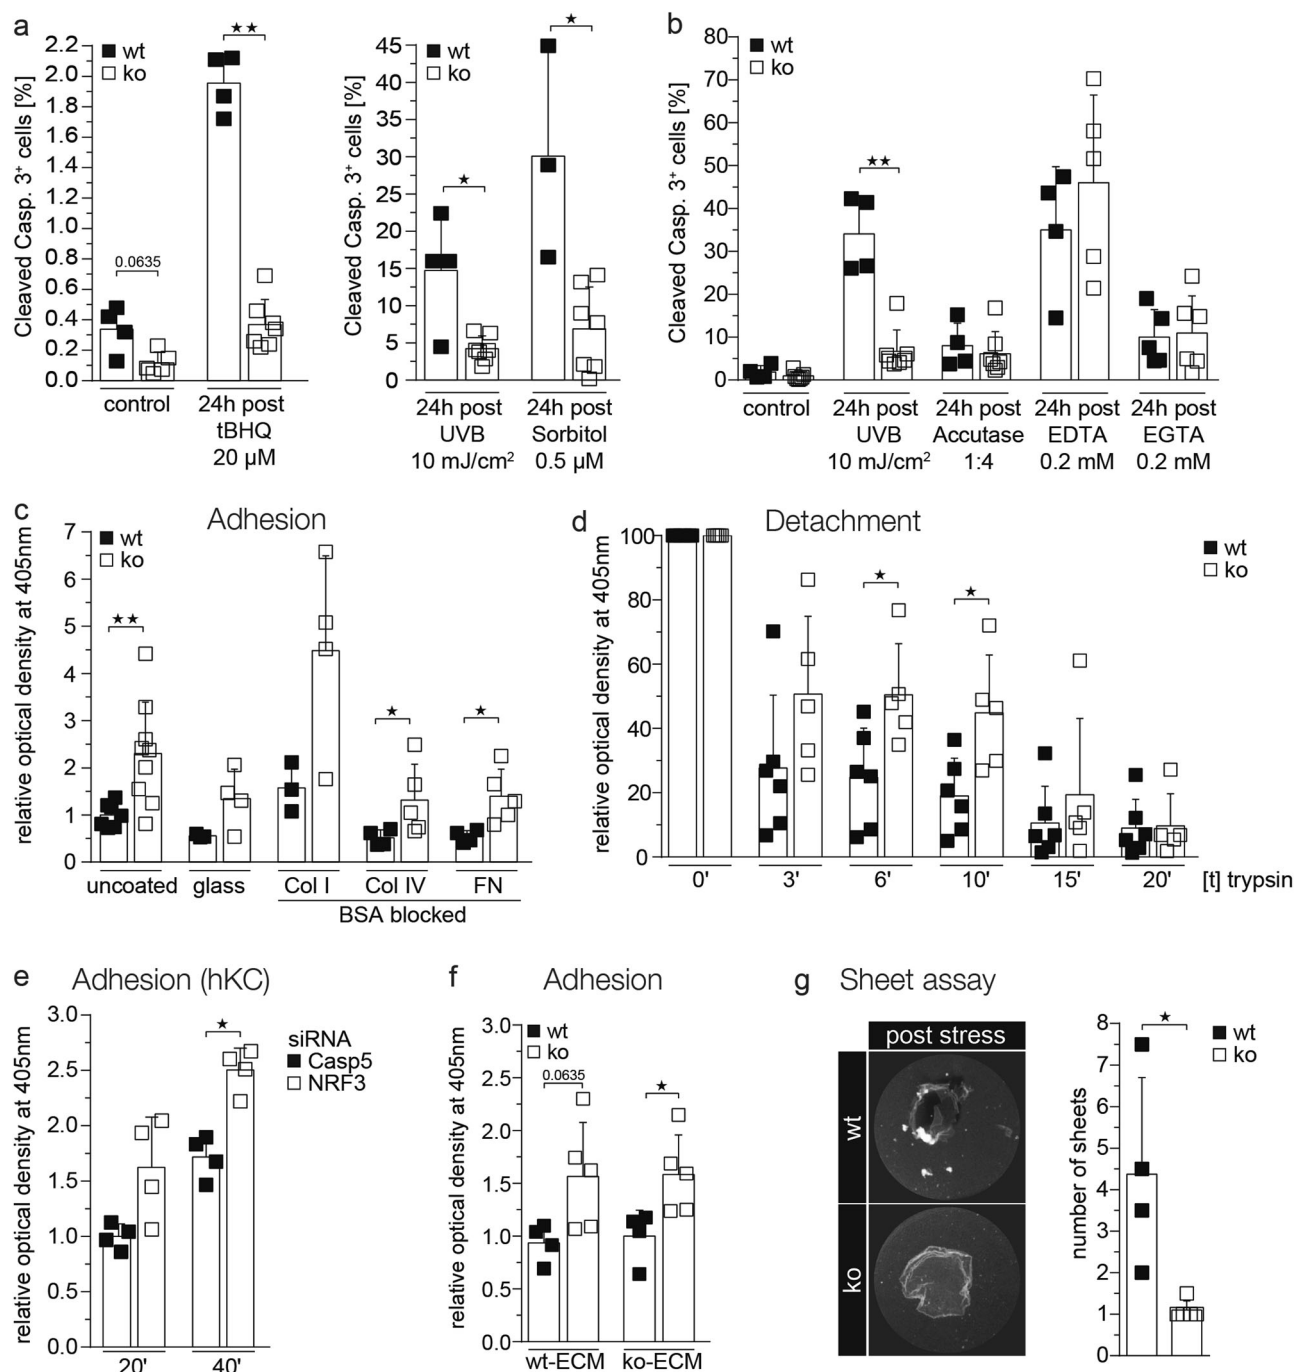 a
Cleaved Casp. 3+ cells [%]
2.2
2.0
1.8
1.6
1.4
1.2
1.0
0.8
0.6
0.4
0.2
0.0
wt
ko
★★
0.0635
control
24h post
tBHQ
20 µM
Cleaved Casp. 3+ cells [%]
45
40
35
30
25
20
15
10
5
0
wt
ko
★
★
24h post
UVB
10 mJ/cm²
24h post
Sorbitol
0.5 µM
b
Cleaved Casp. 3+ cells [%]
80
70
60
50
40
30
20
10
0
wt
ko
★★
control
24h post
UVB
10 mJ/cm²
24h post
Accutase
1:4
24h post
EDTA
0.2 mM
24h post
EGTA
0.2 mM
c
Adhesion
relative optical density at 405nm
7
6
5
4
3
2
1
0
wt
ko
★★
★
★
uncoated
glass
Col I
Col IV
FN
BSA blocked
d
Detachment
relative optical density at 405nm
100
80
60
40
20
0
★
★
wt
ko
0'
3'
6'
10'
15'
20'
[t] trypsin
e
Adhesion (hKC)
relative optical density at 405nm
3.0
2.5
2.0
1.5
1.0
0.5
0.0
★
siRNA
Casp5
NRF3
20'
40'
f
Adhesion
relative optical density at 405nm
3.0
2.5
2.0
1.5
1.0
0.5
0.0
wt
ko
0.0635
★
wt-ECM
ko-ECM
g
Sheet assay
post stress
wt
ko
number of sheets
8
7
6
5
4
3
2
1
0
★
wt
ko